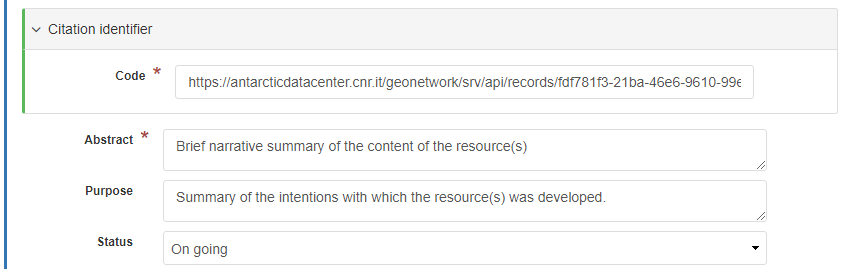 Citation identifier
Code *
https://antarcticdatacenter.cnr.it/geonetwork/srv/api/records/fdf781f3-21ba-46e6-9610-99e
Abstract *
Brief narrative summary of the content of the resource(s)
Purpose
Summary of the intentions with which the resource(s) was developed.
Status
On going